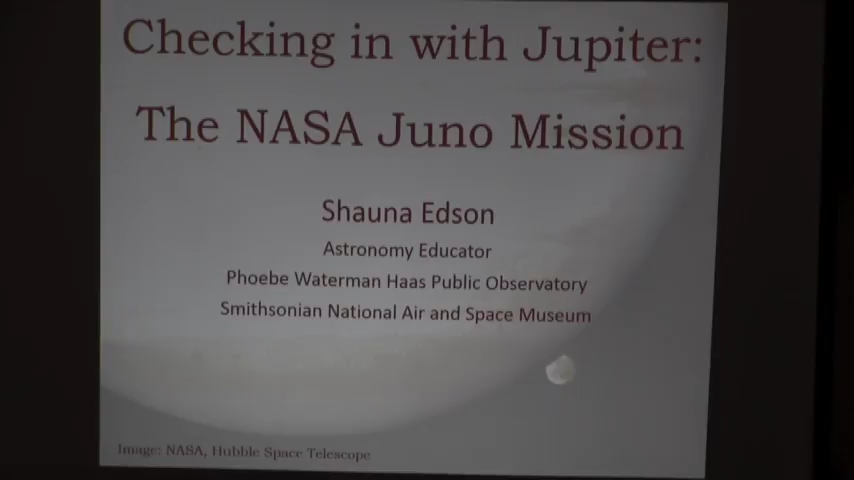 Checking in with Jupiter:
The NASA Juno Mission
Shauna Edson
Astronomy Educator
Phoebe Waterman Haas Public Observatory
Smithsonian National Air and Space Museum
Image: NASA, Hubble Space Telescope